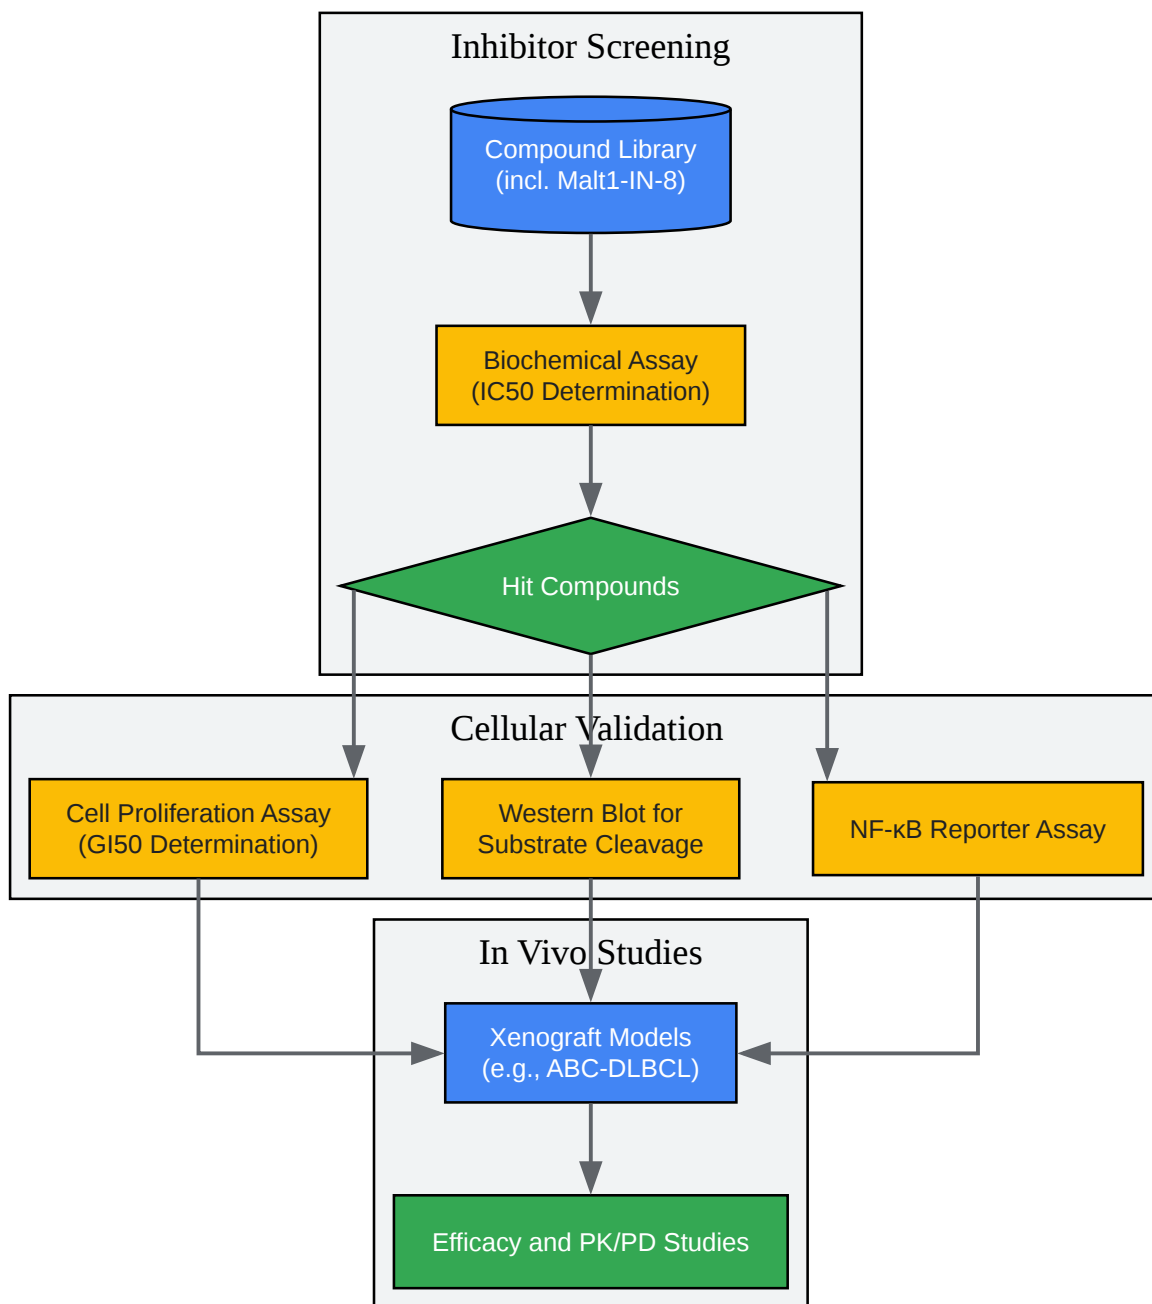 Inhibitor Screening
Compound Library
(incl. Malt1-IN-8)
Biochemical Assay
(IC50 Determination)
Hit Compounds
Cellular Validation
Cell Proliferation Assay
(GI50 Determination)
Western Blot for
Substrate Cleavage
NF-κB Reporter Assay
In Vivo Studies
Xenograft Models
(e.g., ABC-DLBCL)
Efficacy and PK/PD Studies